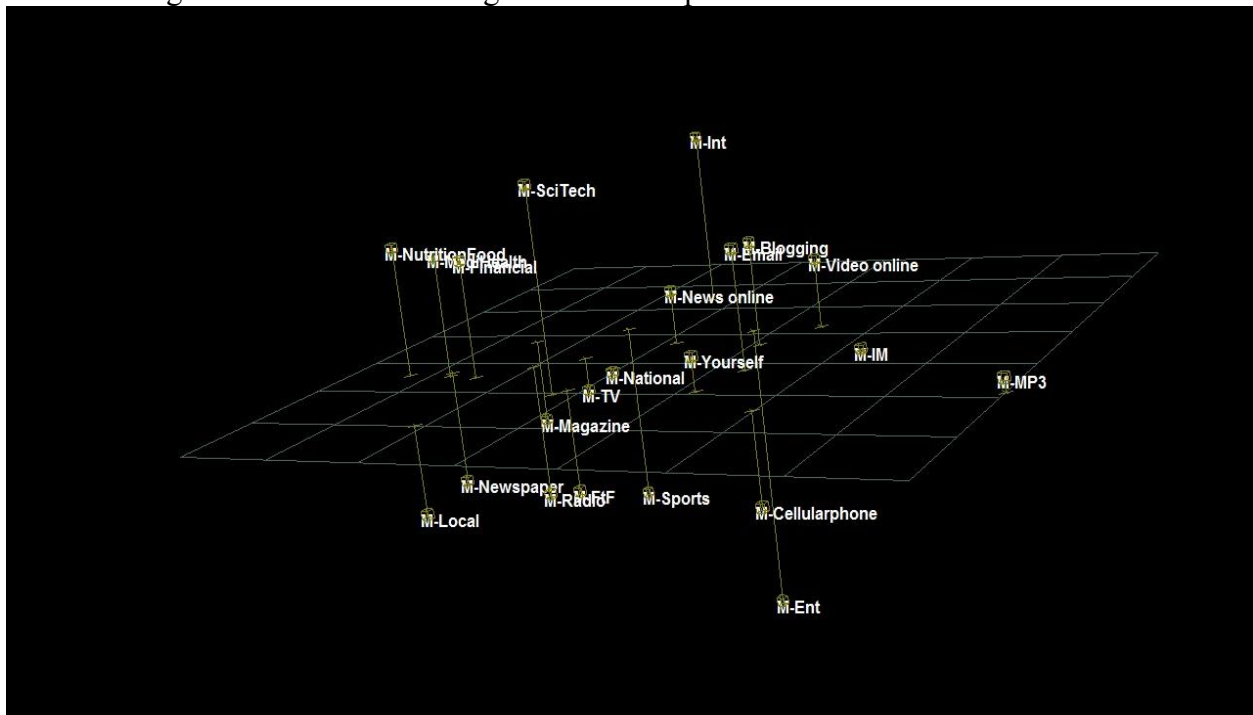 M-Int
M-SciTech
M-NutritionFood
M-Financial
M-Blogging
M-Email
M-Video online
M-News online
M-IM
M-Yourself
M-National
M-MP3
M-TV
M-Magazine
M-Newspaper
M-Radio
M-FtF
M-Sports
M-Local
M-Cellularphone
M-Ent